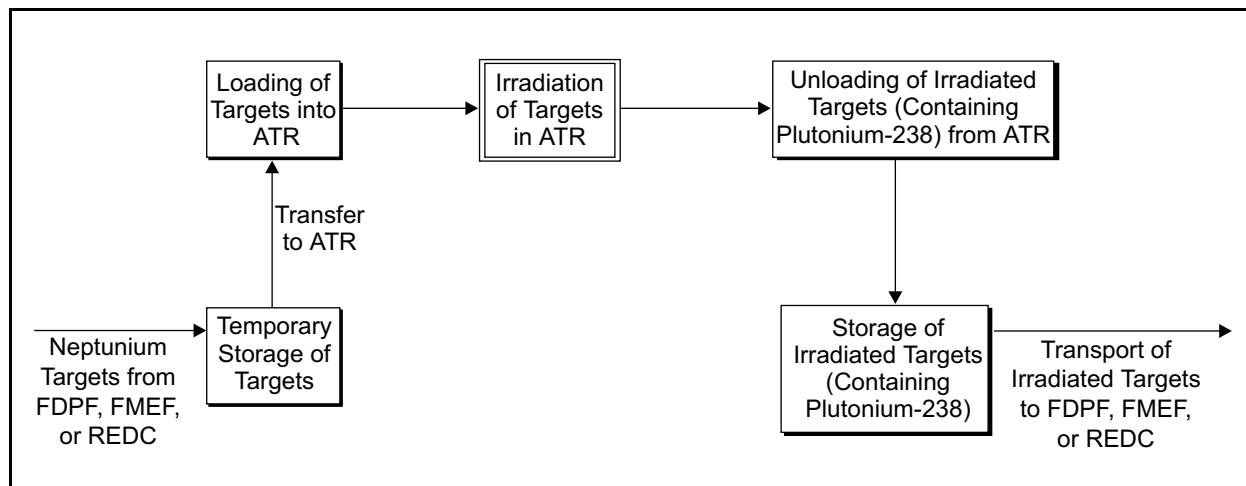 Neptunium
Targets from
FDPF, FMEF,
or REDC
Temporary
Storage of
Targets
Transfer
to ATR
Loading of
Targets into
ATR
Irradiation
of Targets
in ATR
Unloading of Irradiated
Targets (Containing
Plutonium-238) from ATR
Storage of
Irradiated Targets
(Containing
Plutonium-238)
Transport of
Irradiated Targets
to FDPF, FMEF,
or REDC